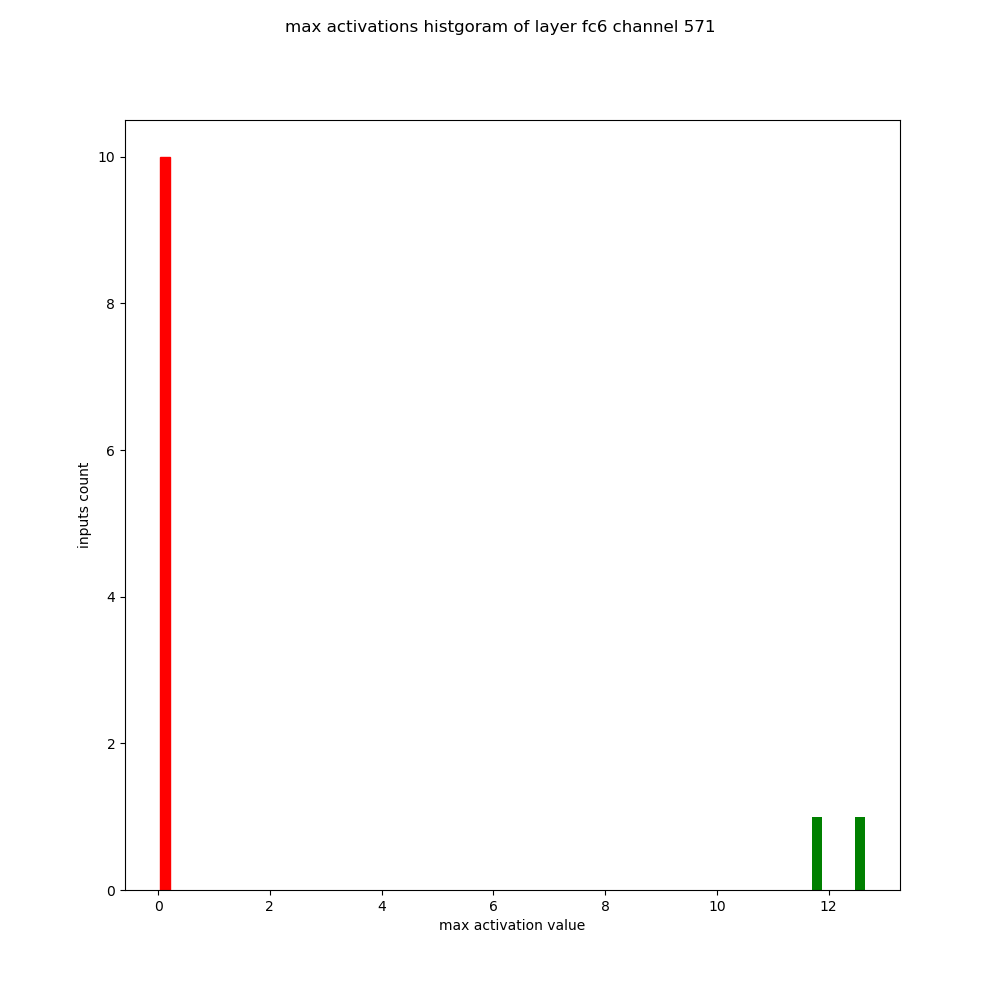 max activations histgoram of layer fc6 channel 571
10
8
6
4
2
0
inputs count
0 2 4 6 8 10 12
max activation value